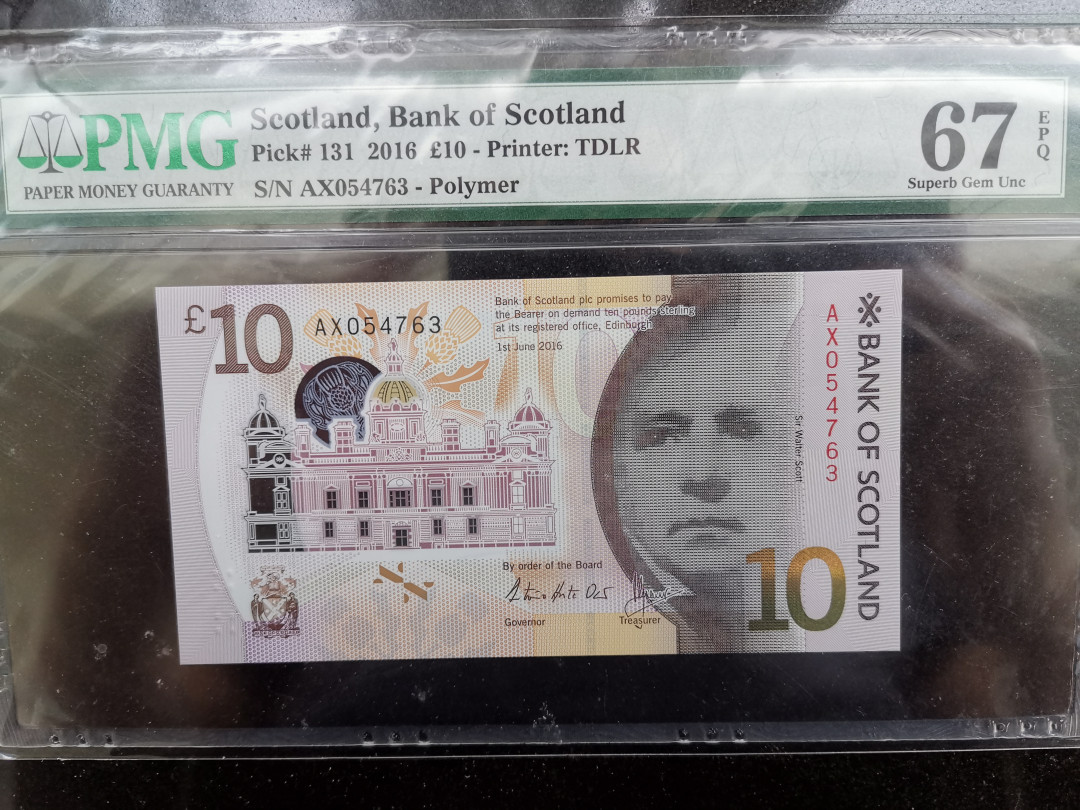 PMG
PAPER MONEY GUARANTY
Scotland, Bank of Scotland
Pick# 131 2016 £10 - Printer: TDLR
S/N AX054763 - Polymer
67
EPQ
Superb Gem Unc
£10
AX054763
Bank of Scotland plc promises to pay
the Bearer on demand ten pounds sterling
at its registered office, Edinburgh
1st June 2016
Sir Walter Scott
AX054763
BANK OF SCOTLAND
By order of the Board
Governor
Treasurer
10